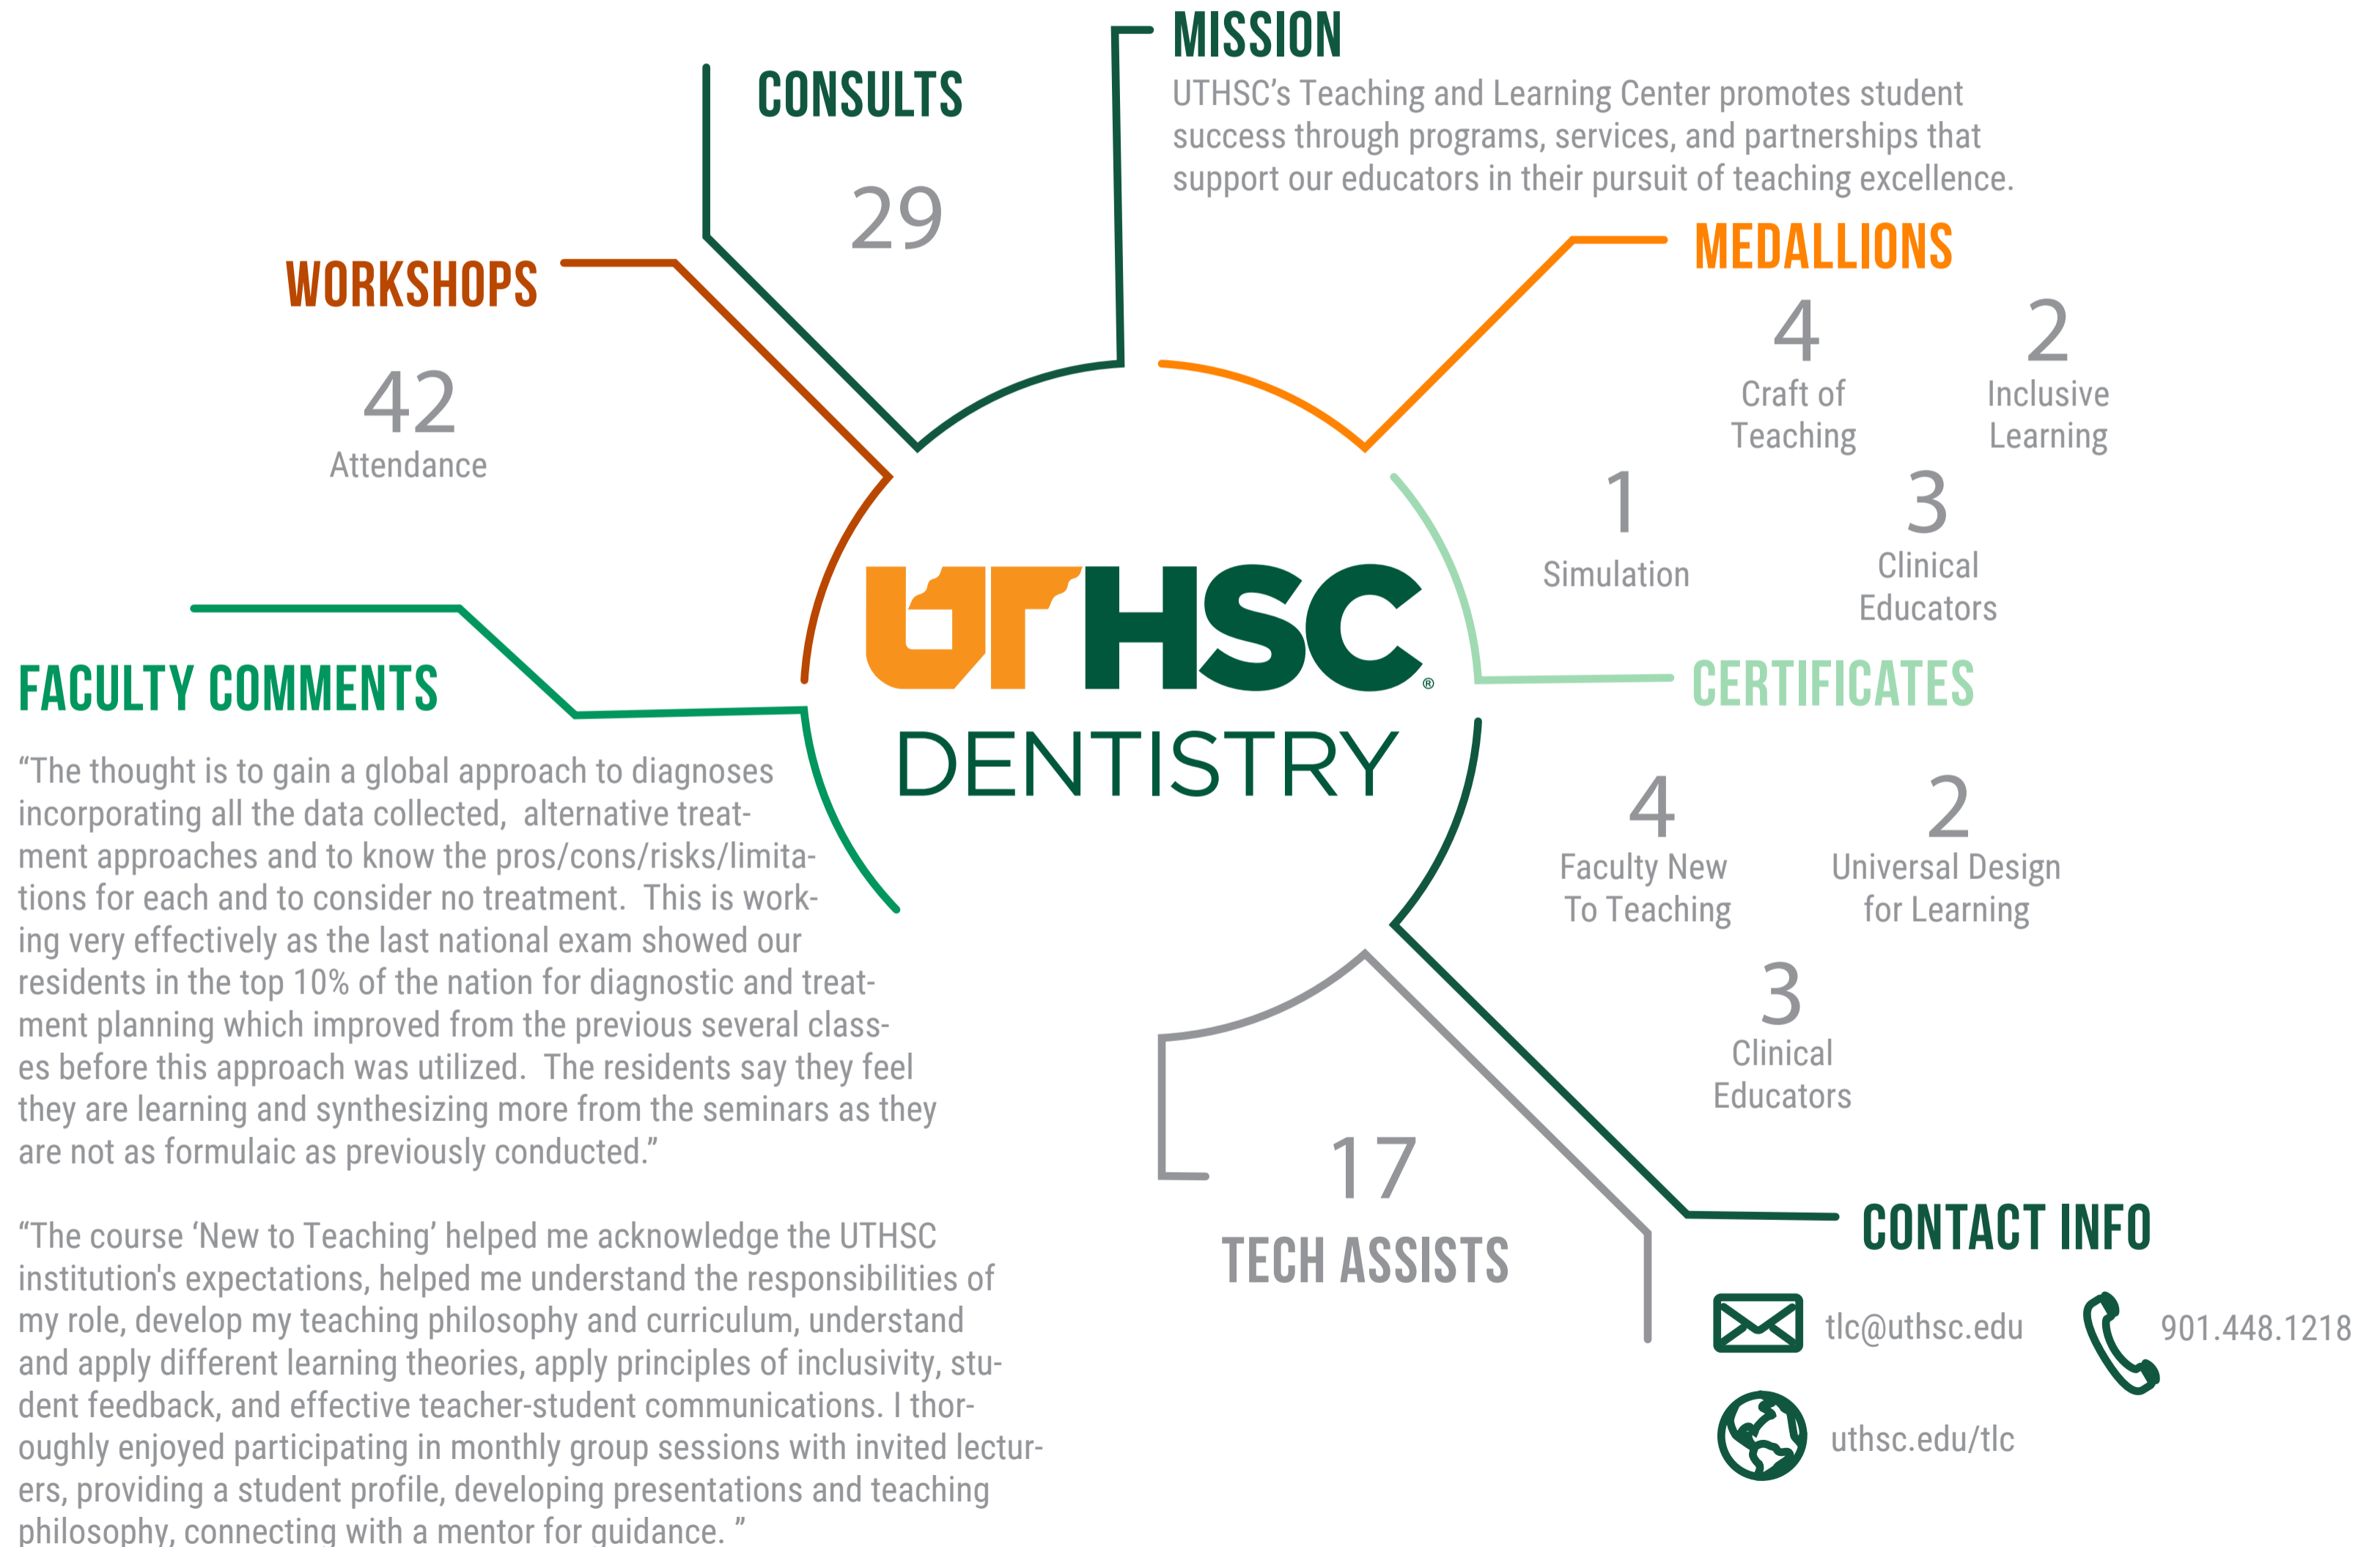 MISSION
UTHSC’s Teaching and Learning Center promotes student
success through programs, services, and partnerships that
support our educators in their pursuit of teaching excellence.
CONSULTS
29
WORKSHOPS
42
Attendance
MEDALLIONS
4
Craft of
Teaching
2
Inclusive
Learning
1
Simulation
3
Clinical
Educators
UTHSC®
DENTISTRY
CERTIFICATES
4
Faculty New
To Teaching
2
Universal Design
for Learning
3
Clinical
Educators
FACULTY COMMENTS
“The thought is to gain a global approach to diagnoses
incorporating all the data collected,  alternative treat-
ment approaches and to know the pros/cons/risks/limita-
tions for each and to consider no treatment.  This is work-
ing very effectively as the last national exam showed our
residents in the top 10% of the nation for diagnostic and treat-
ment planning which improved from the previous several class-
es before this approach was utilized.  The residents say they feel
they are learning and synthesizing more from the seminars as they
are not as formulaic as previously conducted.”
“The course ‘New to Teaching’ helped me acknowledge the UTHSC
institution's expectations, helped me understand the responsibilities of
my role, develop my teaching philosophy and curriculum, understand
and apply different learning theories, apply principles of inclusivity, stu-
dent feedback, and effective teacher-student communications. I thor-
oughly enjoyed participating in monthly group sessions with invited lectur-
ers, providing a student profile, developing presentations and teaching
philosophy, connecting with a mentor for guidance. ”
17
TECH ASSISTS
CONTACT INFO
tlc@uthsc.edu
901.448.1218
uthsc.edu/tlc